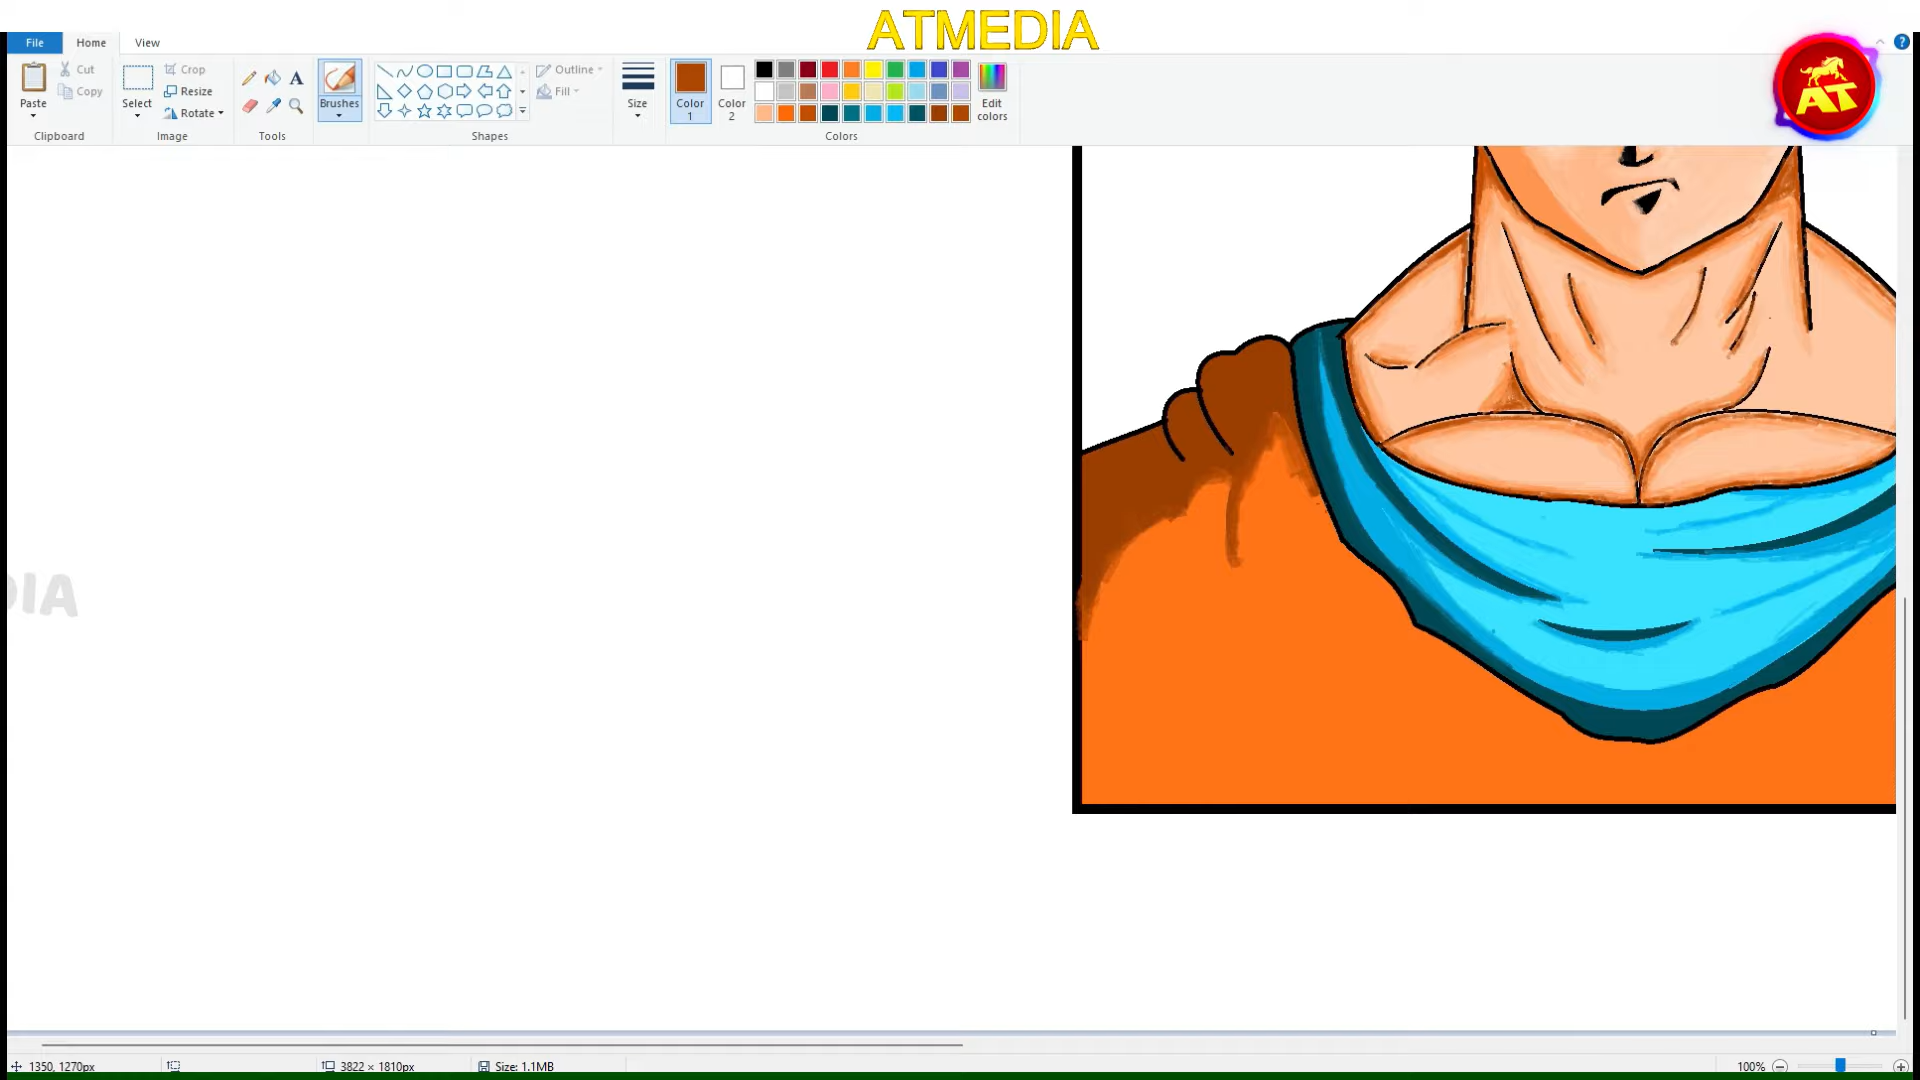 ATMEDIA
File Home View
AT
Paste
Cut
Copy
Clipboard
Select
Crop
Resize
Rotate
Image
A
Tools
Brushes
Shapes
Outline
Fill
Size
Color 1
Color 2
Edit colors
Colors
?
DIA
1350, 1270px
3822 × 1810px
Size: 1.1MB
100%